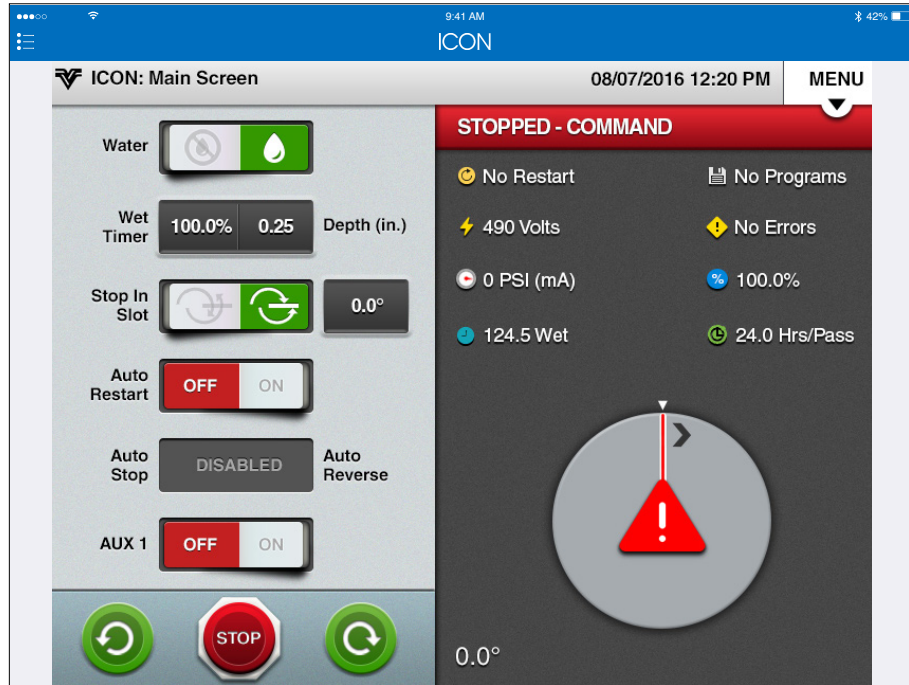 9:41 AM
42%
ICON
ICON: Main Screen
08/07/2016 12:20 PM
MENU
Water
Wet
Timer
100.0%
0.25
Depth (in.)
Stop In
Slot
0.0°
Auto
Restart
OFF
ON
Auto
Stop
DISABLED
Auto
Reverse
AUX 1
OFF
ON
STOP
STOPPED - COMMAND
No Restart
No Programs
490 Volts
No Errors
0 PSI (mA)
%
100.0%
124.5 Wet
24.0 Hrs/Pass
0.0°